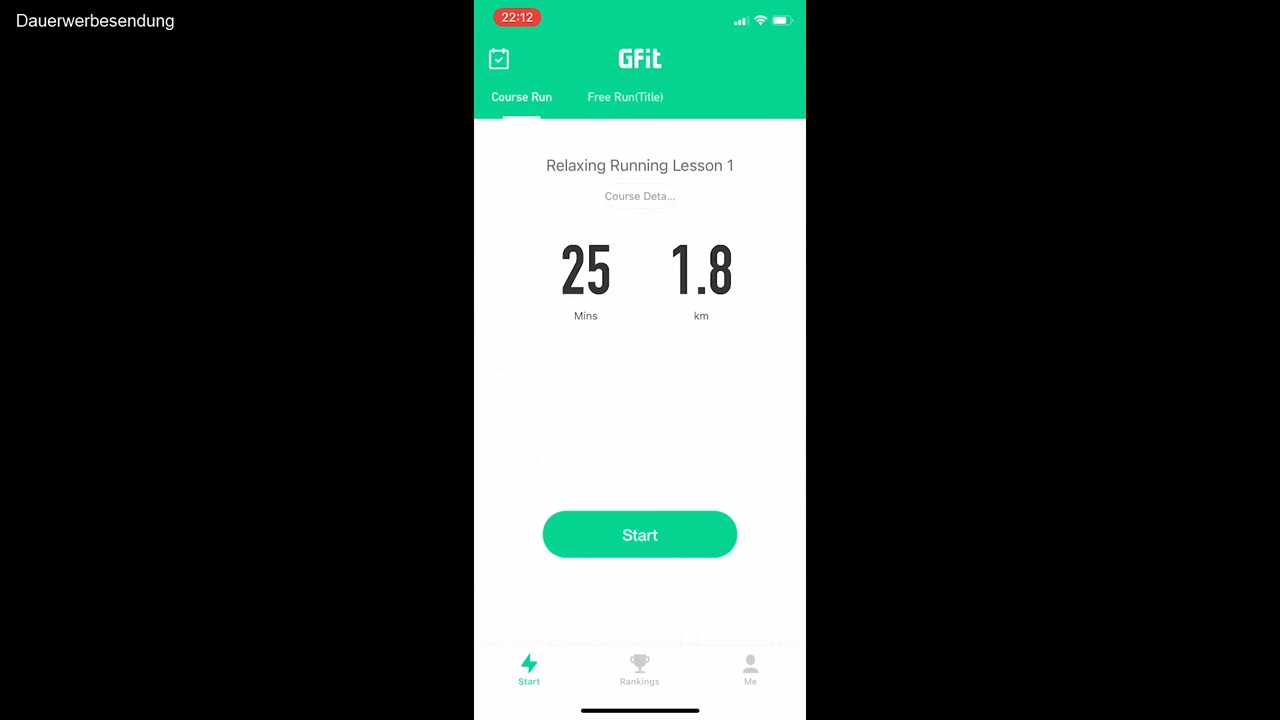 Dauerwerbesendung
22:12
GFit
Course Run
Free Run(Title)
Relaxing Running Lesson 1
Course Deta...
25
1.8
Mins
km
Start
Start
Rankings
Me